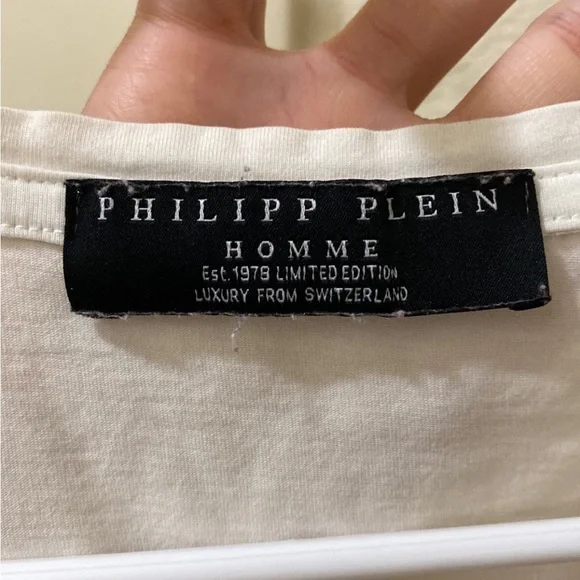 PHILIPP PLEIN
HOMME
Est. 1978 LIMITED EDITION
LUXURY FROM SWITZERLAND